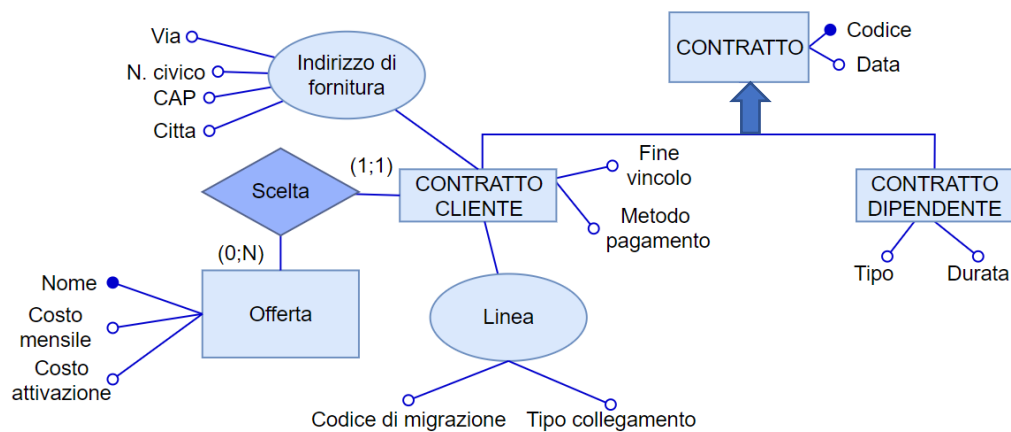 Via
N. civico
CAP
Citta
Indirizzo di
fornitura
CONTRATTO
Codice
Data
(1;1)
Scelta
(0;N)
CONTRATTO
CLIENTE
Fine
vincolo
Metodo
pagamento
CONTRATTO
DIPENDENTE
Tipo
Durata
Nome
Costo
mensile
Costo
attivazione
Offerta
Linea
Codice di migrazione
Tipo collegamento